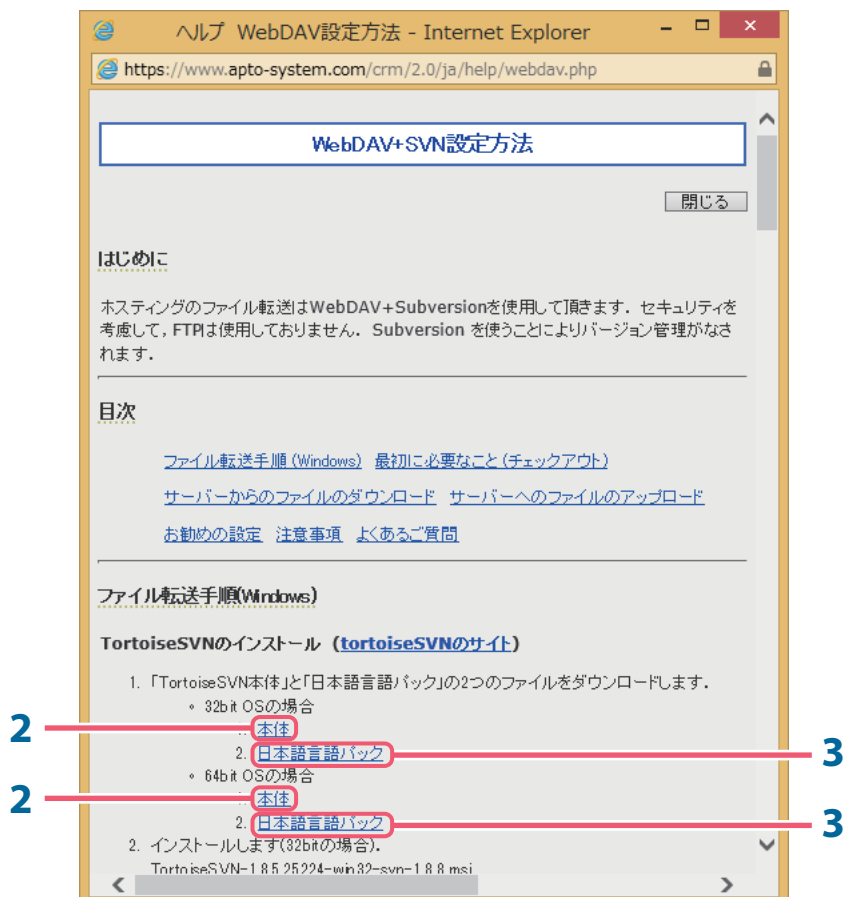 ヘルプ WebDAV設定方法 - Internet Explorer
https://www.apto-system.com/crm/2.0/ja/help/webdav.php
WebDAV+SVN設定方法
閉じる
はじめに
ホスティングのファイル転送はWebDAV+Subversionを使用して頂きます．セキュリティを
考慮して，FTPは使用しておりません．Subversion を使うことによりバージョン管理がなさ
れます．
目次
ファイル転送手順(Windows) 最初に必要なこと(チェックアウト)
サーバーからのファイルのダウンロード サーバーへのファイルのアップロード
お勧めの設定 注意事項 よくあるご質問
ファイル転送手順(Windows)
TortoiseSVNのインストール (tortoiseSVNのサイト)
1. 「TortoiseSVN本体」と「日本語言語パック」の2つのファイルをダウンロードします．
32bit OSの場合
2 本体
2. 日本語言語パック 3
64bit OSの場合
2 本体
2. 日本語言語パック 3
2. インストールします(32bitの場合)．
TortoiseSVN-1.8.5.25224-win32-svn-1.8.8.msi